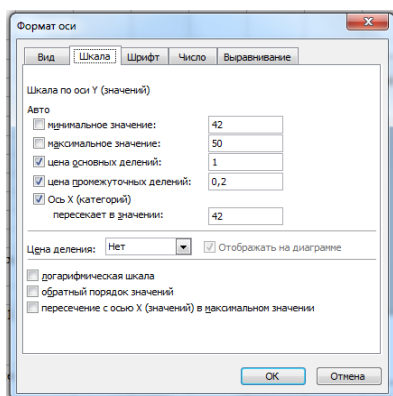 Формат оси
Вид Шкала Шрифт Число Выравнивание
Шкала по оси Y (значений)
Авто
минимальное значение: 42
максимальное значение: 50
цена основных делений: 1
цена промежуточных делений: 0,2
Ось X (категорий)
пересекает в значении: 42
Цена деления: Нет Отображать на диаграмме
логарифмическая шкала
обратный порядок значений
пересечение с осью X (значений) в максимальном значении
OK Отмена